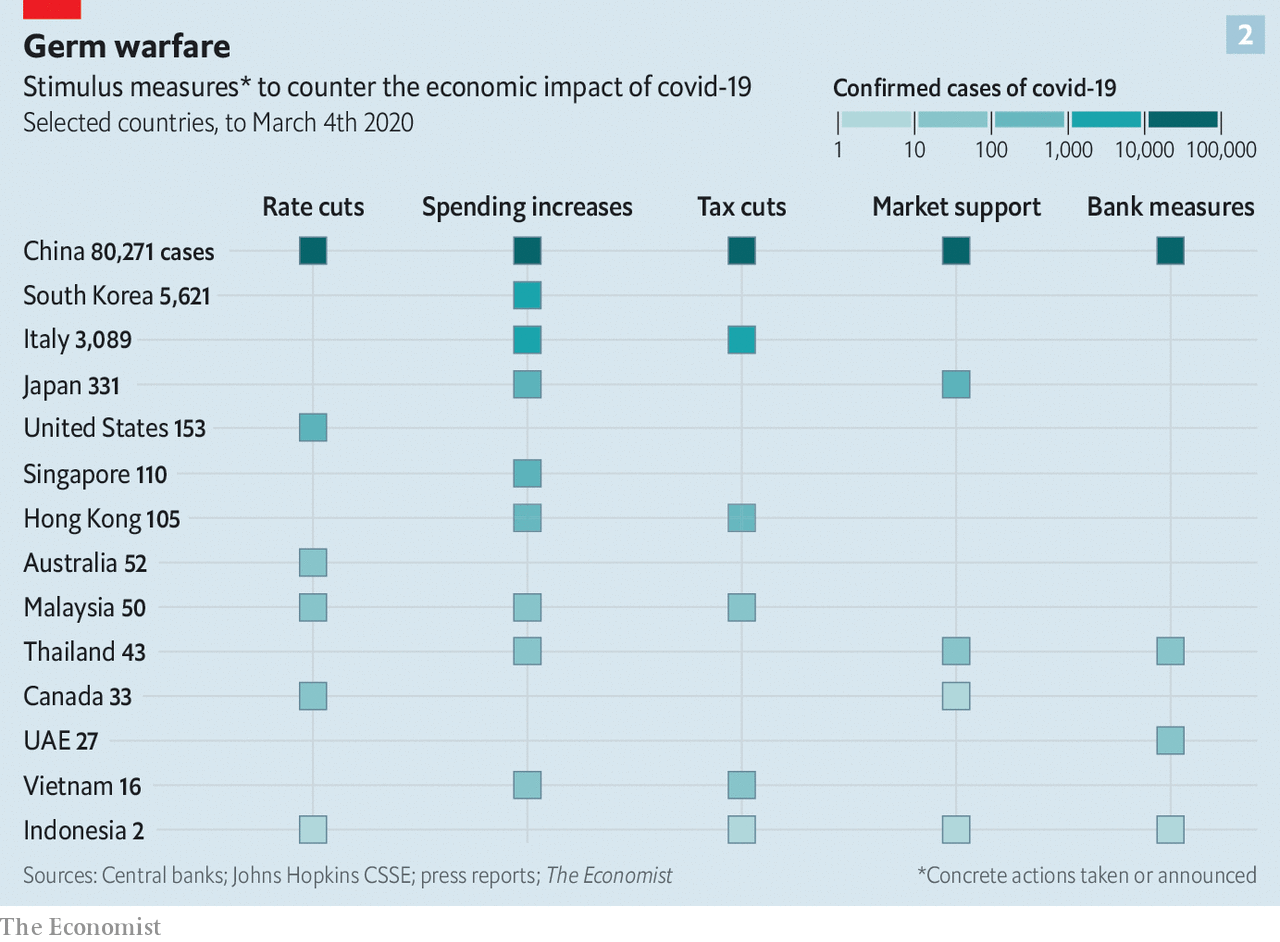 Germ warfare
2
Stimulus measures* to counter the economic impact of covid-19
Selected countries, to March 4th 2020
Confirmed cases of covid-19
1 10 100 1,000 10,000 100,000
Rate cuts Spending increases Tax cuts Market support Bank measures
China 80,271 cases
South Korea 5,621
Italy 3,089
Japan 331
United States 153
Singapore 110
Hong Kong 105
Australia 52
Malaysia 50
Thailand 43
Canada 33
UAE 27
Vietnam 16
Indonesia 2
Sources: Central banks; Johns Hopkins CSSE; press reports; The Economist
*Concrete actions taken or announced
The Economist